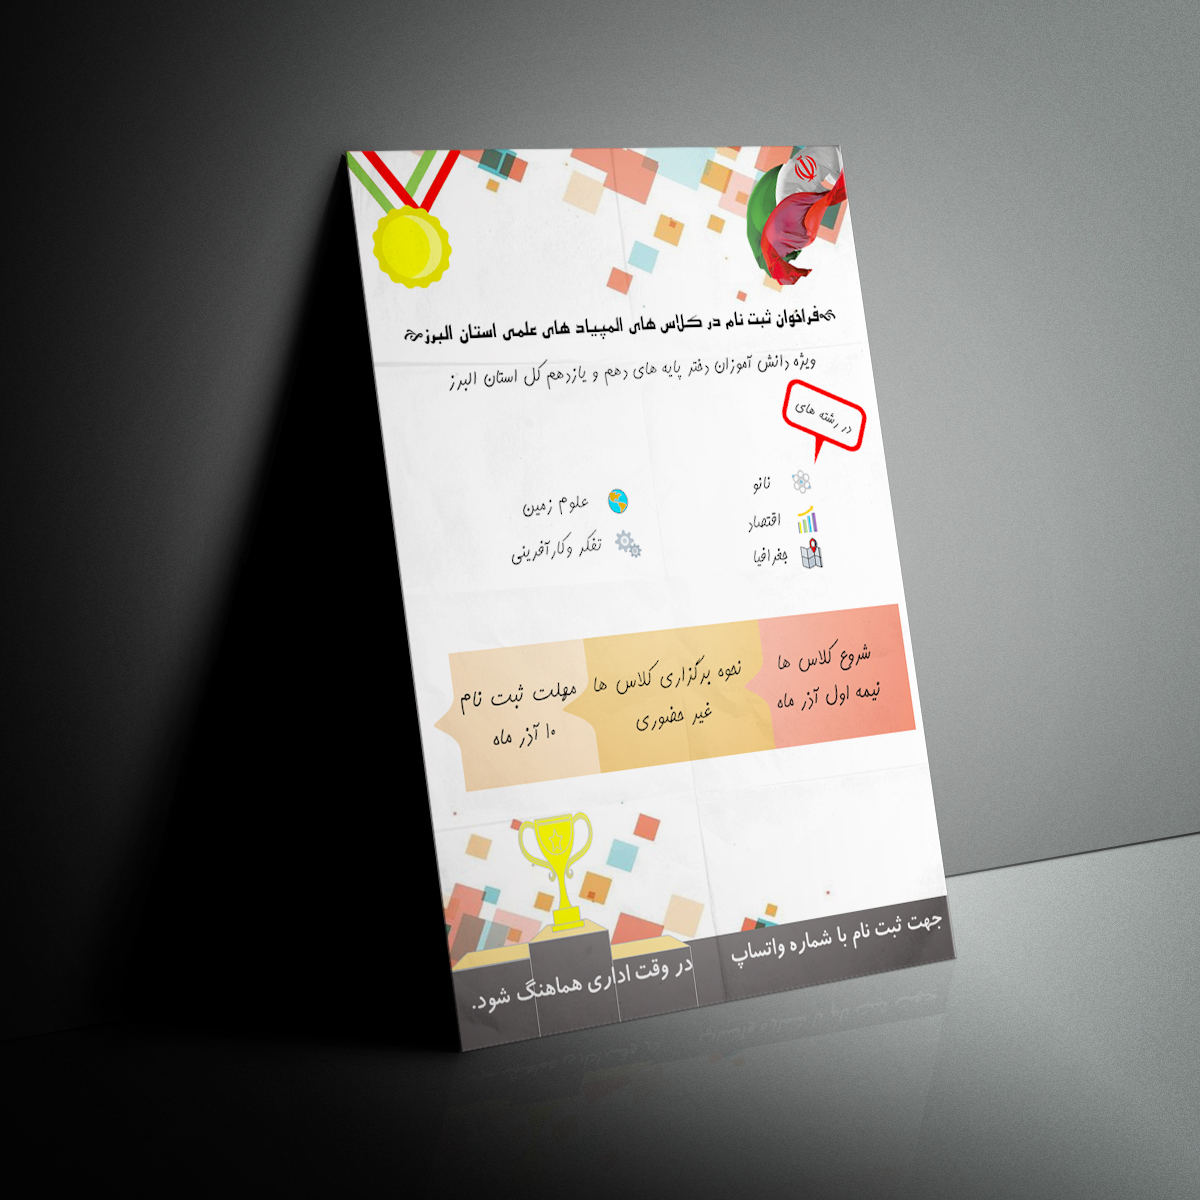 فراخوان ثبت نام در کلاس های المپیاد های علمی استان البرز
ویژه دانش آموزان دختر پایه های دهم و یازدهم کل استان البرز
در رشته های
نانو
اقتصاد
جغرافیا
علوم زمین
تفکر و کارآفرینی
شروع کلاس ها
نیمه اول آذر ماه
نحوه برگزاری کلاس ها
غیر حضوری
مهلت ثبت نام
۱۰ آذر ماه
جهت ثبت نام با شماره واتساپ
در وقت اداری هماهنگ شود.